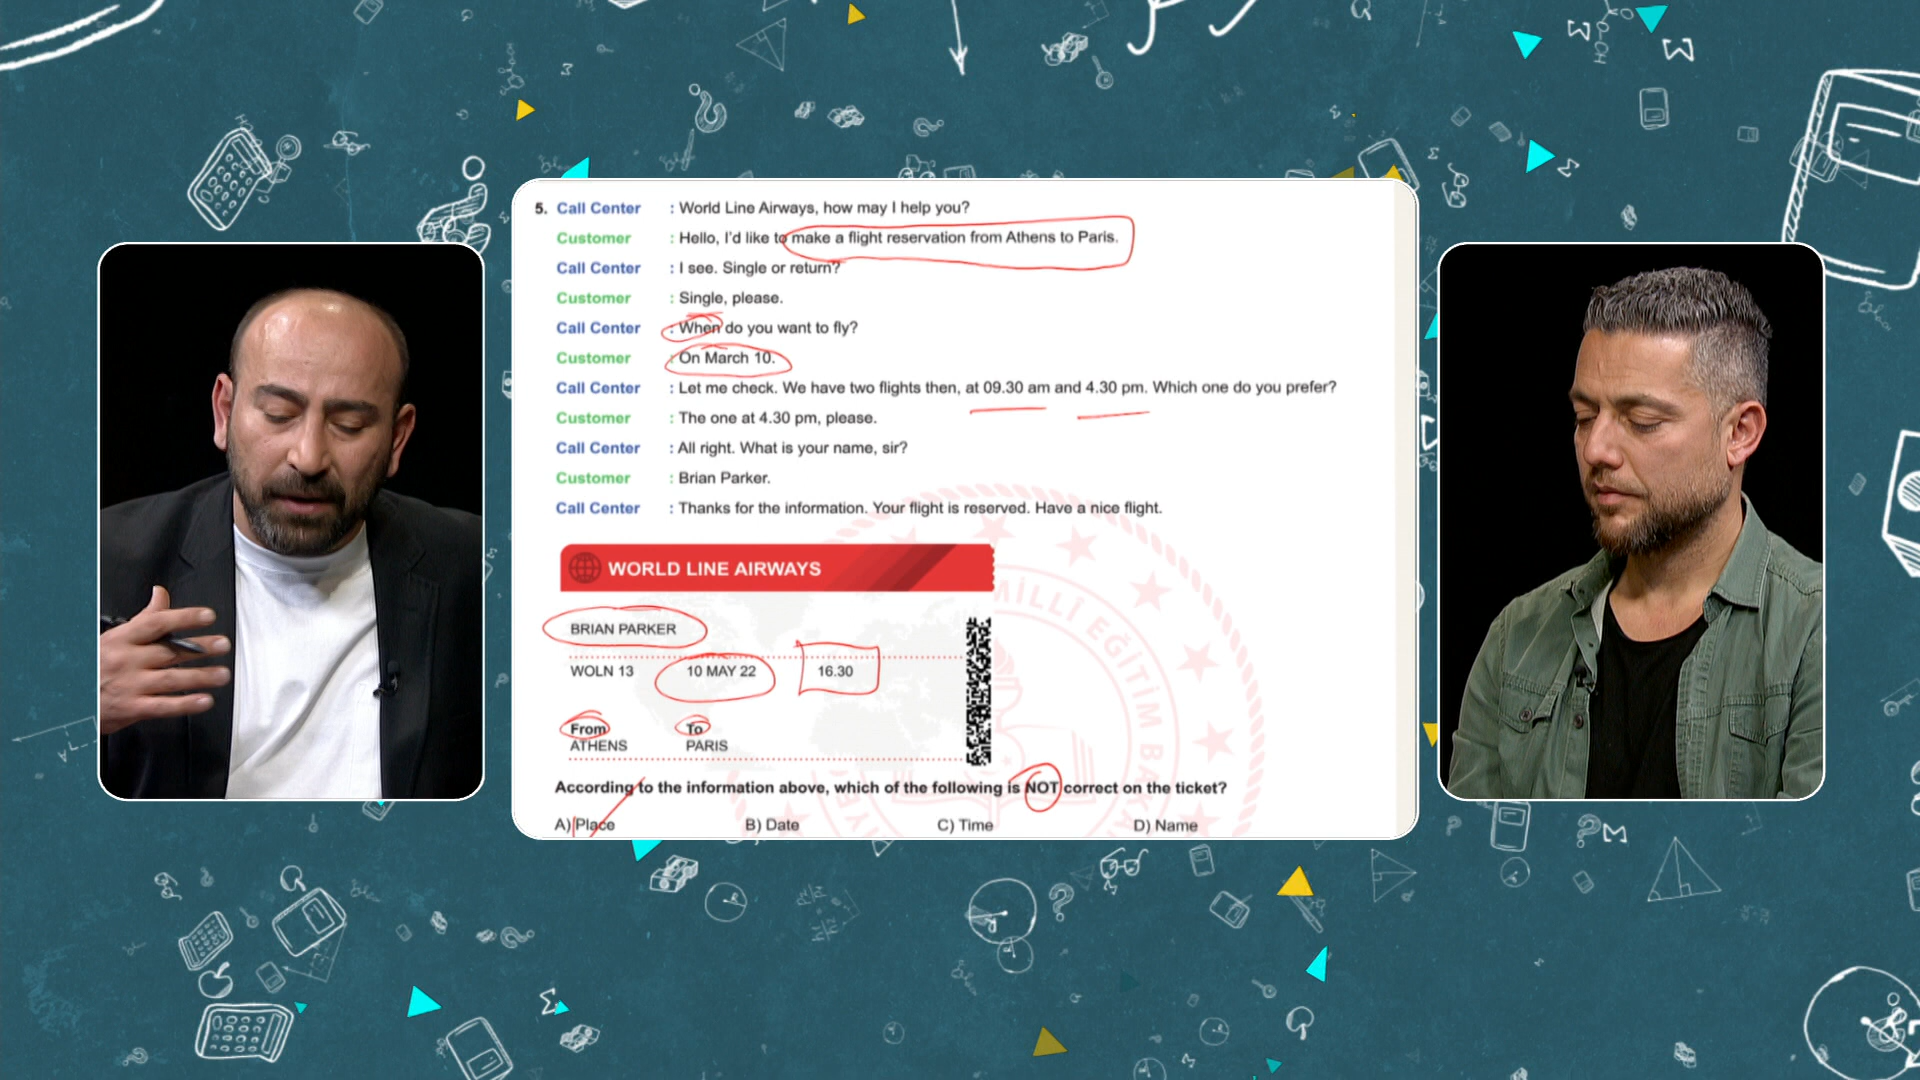 5. Call Center : World Line Airways, how may I help you?
Customer : Hello, I'd like to make a flight reservation from Athens to Paris.
Call Center : I see. Single or return?
Customer : Single, please.
Call Center : When do you want to fly?
Customer : On March 10.
Call Center : Let me check. We have two flights then, at 09.30 am and 4.30 pm. Which one do you prefer?
Customer : The one at 4.30 pm, please.
Call Center : All right. What is your name, sir?
Customer : Brian Parker.
Call Center : Thanks for the information. Your flight is reserved. Have a nice flight.
WORLD LINE AIRWAYS
BRIAN PARKER
WOLN 13 10 MAY 22 16.30
From To
ATHENS PARIS
MİLLİ EĞİTİM
According to the information above, which of the following is NOT correct on the ticket?
A) Place B) Date C) Time D) Name